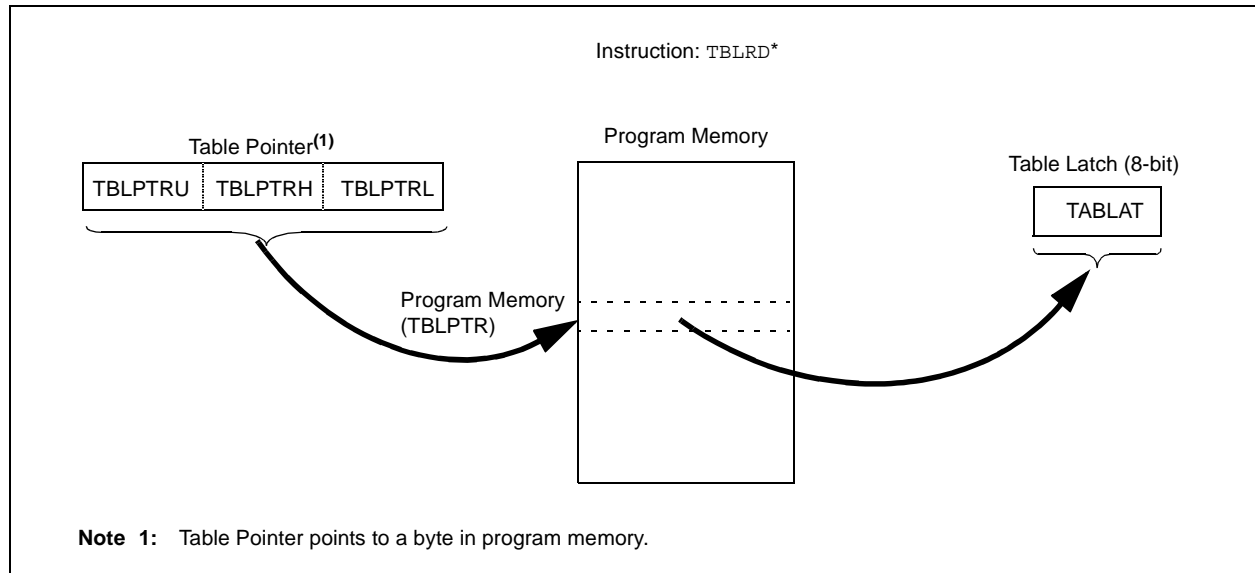 Instruction: TBLRD*
Table Pointer(1)
TBLPTRU TBLPTRH TBLPTRL
Program Memory
Table Latch (8-bit)
TABLAT
Program Memory
(TBLPTR)
Note 1: Table Pointer points to a byte in program memory.